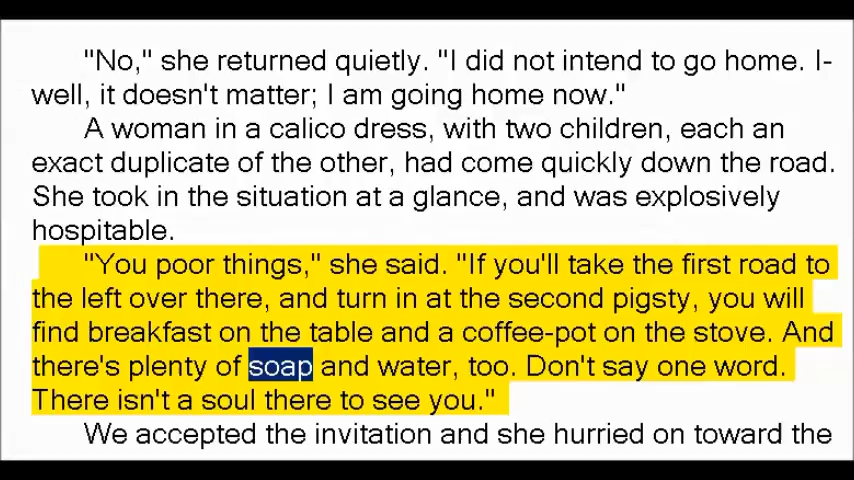 "No," she returned quietly. "I did not intend to go home. I-
well, it doesn't matter; I am going home now."
A woman in a calico dress, with two children, each an
exact duplicate of the other, had come quickly down the road.
She took in the situation at a glance, and was explosively
hospitable.
"You poor things," she said. "If you'll take the first road to
the left over there, and turn in at the second pigsty, you will
find breakfast on the table and a coffee-pot on the stove. And
there's plenty of soap and water, too. Don't say one word.
There isn't a soul there to see you."
We accepted the invitation and she hurried on toward the